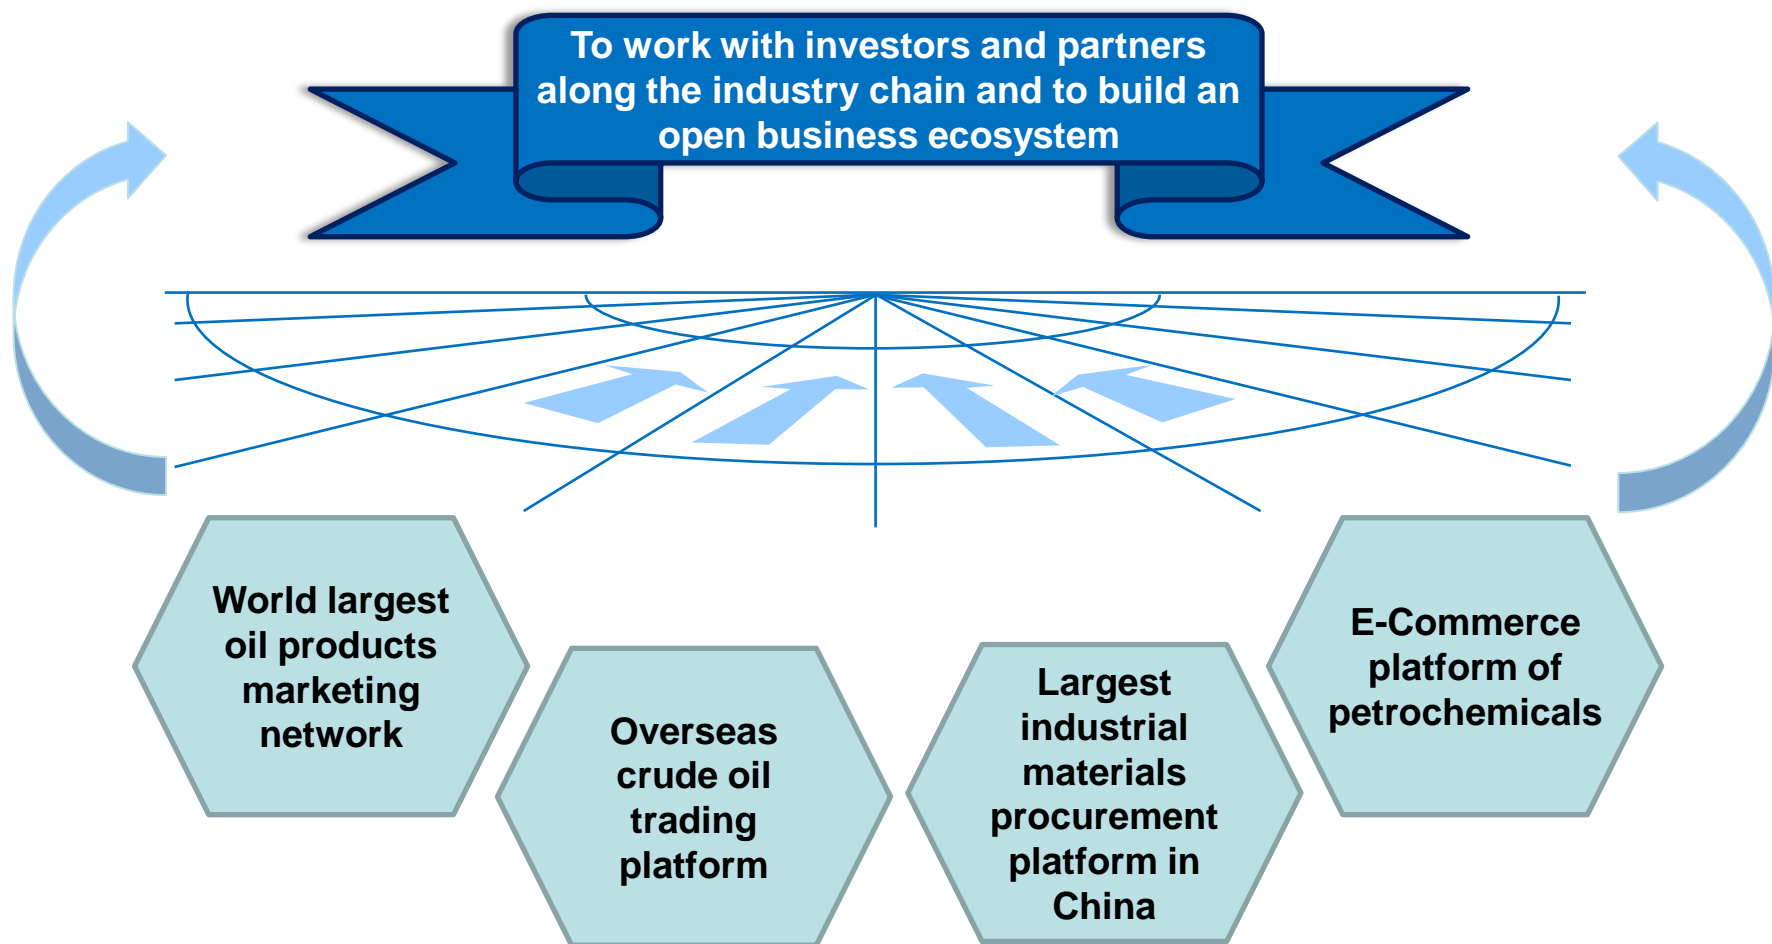 To work with investors and partners
along the industry chain and to build an
open business ecosystem
World largest
oil products
marketing
network
Overseas
crude oil
trading
platform
Largest
industrial
materials
procurement
platform in
China
E-Commerce
platform of
petrochemicals